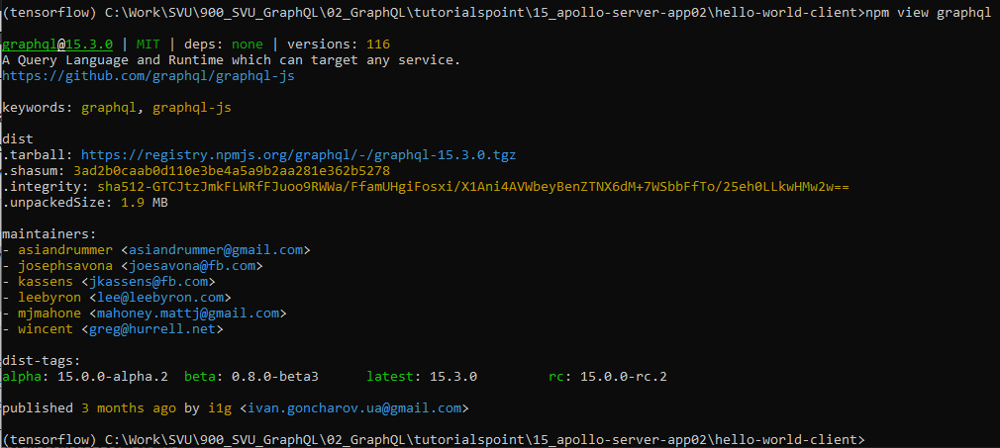 (tensorflow) C:\Work\SVU\900_SVU_GraphQL\02_GraphQL\tutorialspoint\15_apollo-server-app02\hello-world-client>npm view graphql
graphql@15.3.0 | MIT | deps: none | versions: 116
A Query Language and Runtime which can target any service.
https://github.com/graphql/graphql-js
keywords: graphql, graphql-js
dist
.tarball: https://registry.npmjs.org/graphql/-/graphql-15.3.0.tgz
.shasum: 3ad2b0caab0d110e3be4a5a9b2aa281e362b5278
.integrity: sha512-GTCJtzJmkFLWRfFJuoo9RWWa/FfamUHgiFosxi/X1Ani4AVWbeyBenZTNX6dM+7WSbbFfTo/25eh0LLkwHMw2w==
.unpackedSize: 1.9 MB
maintainers:
- asiandrummer <asiandrummer@gmail.com>
- josephsavona <joesavona@fb.com>
- kassens <jkassens@fb.com>
- leebyron <lee@leebyron.com>
- mjmahone <mahoney.mattj@gmail.com>
- wincent <greg@hurrell.net>
dist-tags:
alpha: 15.0.0-alpha.2 beta: 0.8.0-beta3 latest: 15.3.0 rc: 15.0.0-rc.2
published 3 months ago by i1g <ivan.goncharov.ua@gmail.com>
(tensorflow) C:\Work\SVU\900_SVU_GraphQL\02_GraphQL\tutorialspoint\15_apollo-server-app02\hello-world-client>